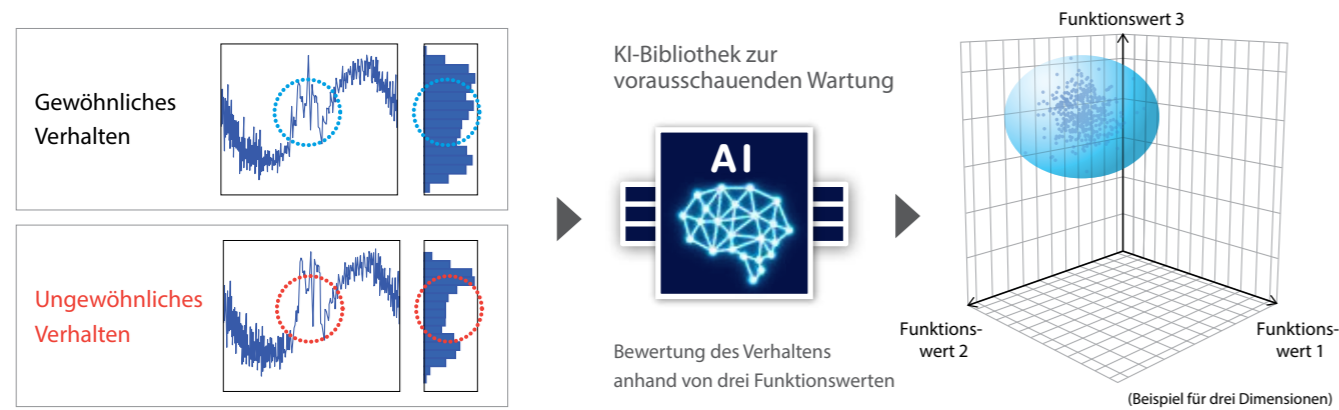 Gewöhnliches
Verhalten
Ungewöhnliches
Verhalten
KI-Bibliothek zur
vorausschauenden Wartung
AI
Bewertung des Verhaltens
anhand von drei Funktionswerten
Funktionswert 3
Funktions-
wert 2
Funktions-
wert 1
(Beispiel für drei Dimensionen)